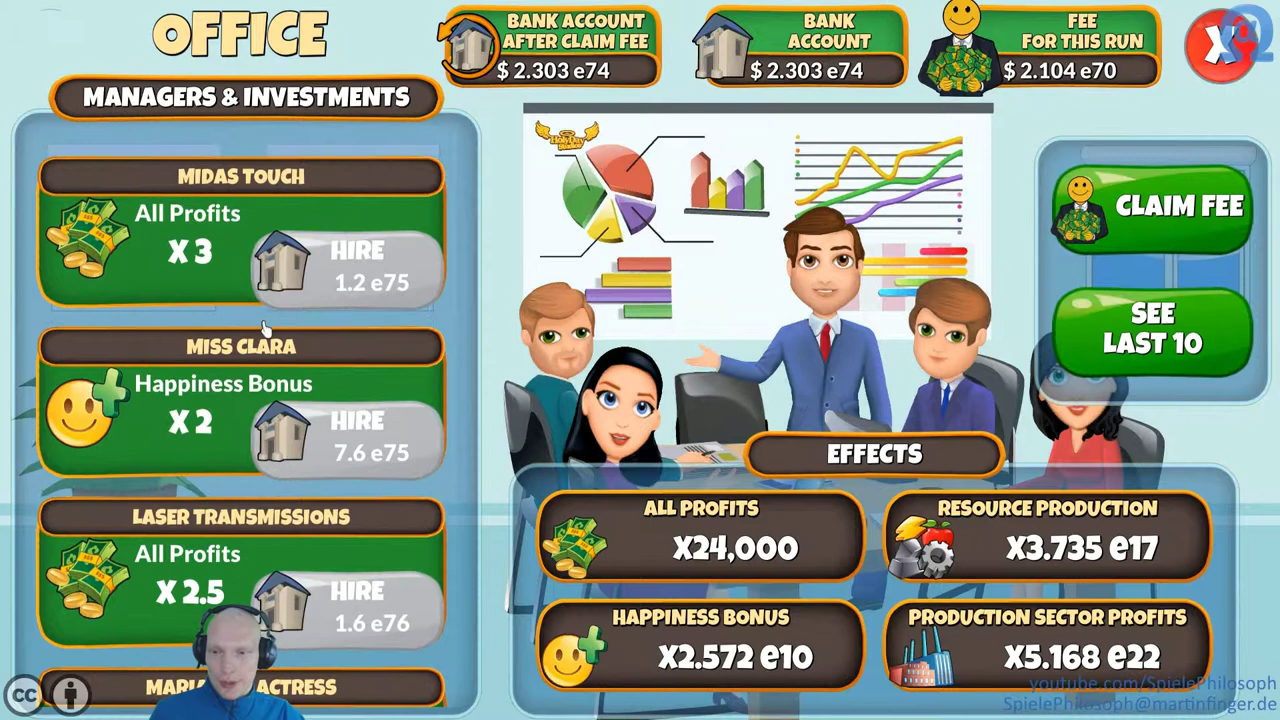 OFFICE
BANK ACCOUNT
AFTER CLAIM FEE
$ 2.303 e74
BANK
ACCOUNT
$ 2.303 e74
FEE
FOR THIS RUN
$ 2.104 e70
X
MANAGERS & INVESTMENTS
MIDAS TOUCH
All Profits
X 3
HIRE
1.2 e75
MISS CLARA
Happiness Bonus
X 2
HIRE
7.6 e75
LASER TRANSMISSIONS
All Profits
X 2.5
HIRE
1.6 e76
HolyDay
Studios
CLAIM FEE
SEE
LAST 10
EFFECTS
ALL PROFITS
X24,000
RESOURCE PRODUCTION
X3.735 e17
HAPPINESS BONUS
X2.572 e10
PRODUCTION SECTOR PROFITS
X5.168 e22
cc
youtube.com/SpielePhilosoph
SpielePhilosoph@martinfinger.de